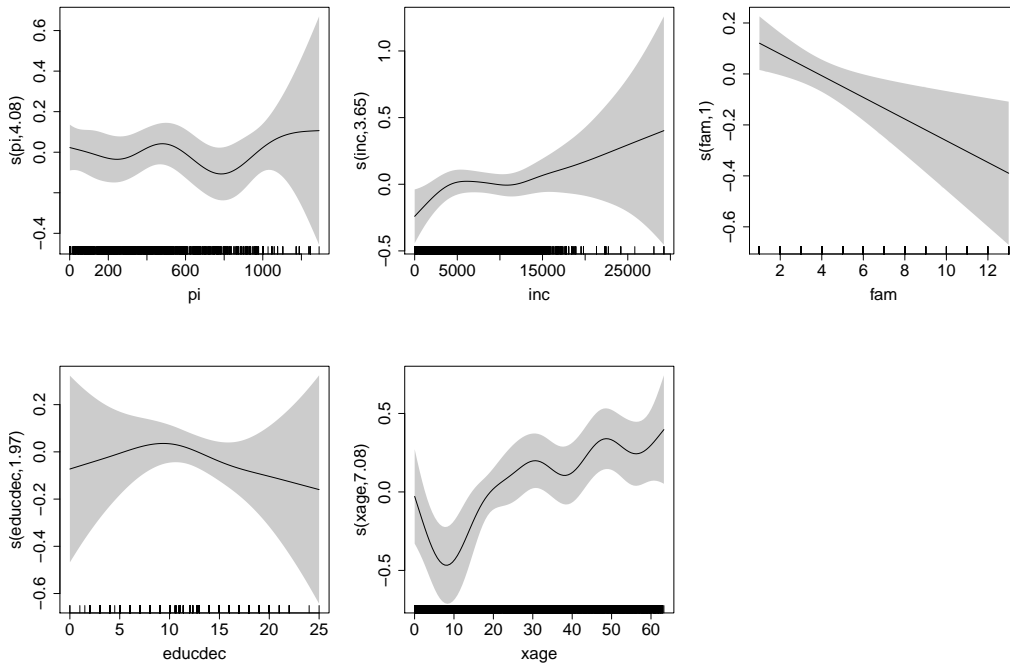 s(pi,4.08)
0.6
0.4
0.2
0.0
−0.4
0 200 600 1000
pi
s(inc,3.65)
1.0
0.5
0.0
−0.5
0 5000 15000 25000
inc
s(fam,1)
0.2
0.0
−0.2
−0.4
−0.6
2 4 6 8 10 12
fam
s(educdec,1.97)
0.2
0.0
−0.2
−0.4
−0.6
0 5 10 15 20 25
educdec
s(xage,7.08)
0.5
0.0
−0.5
0 10 20 30 40 50 60
xage